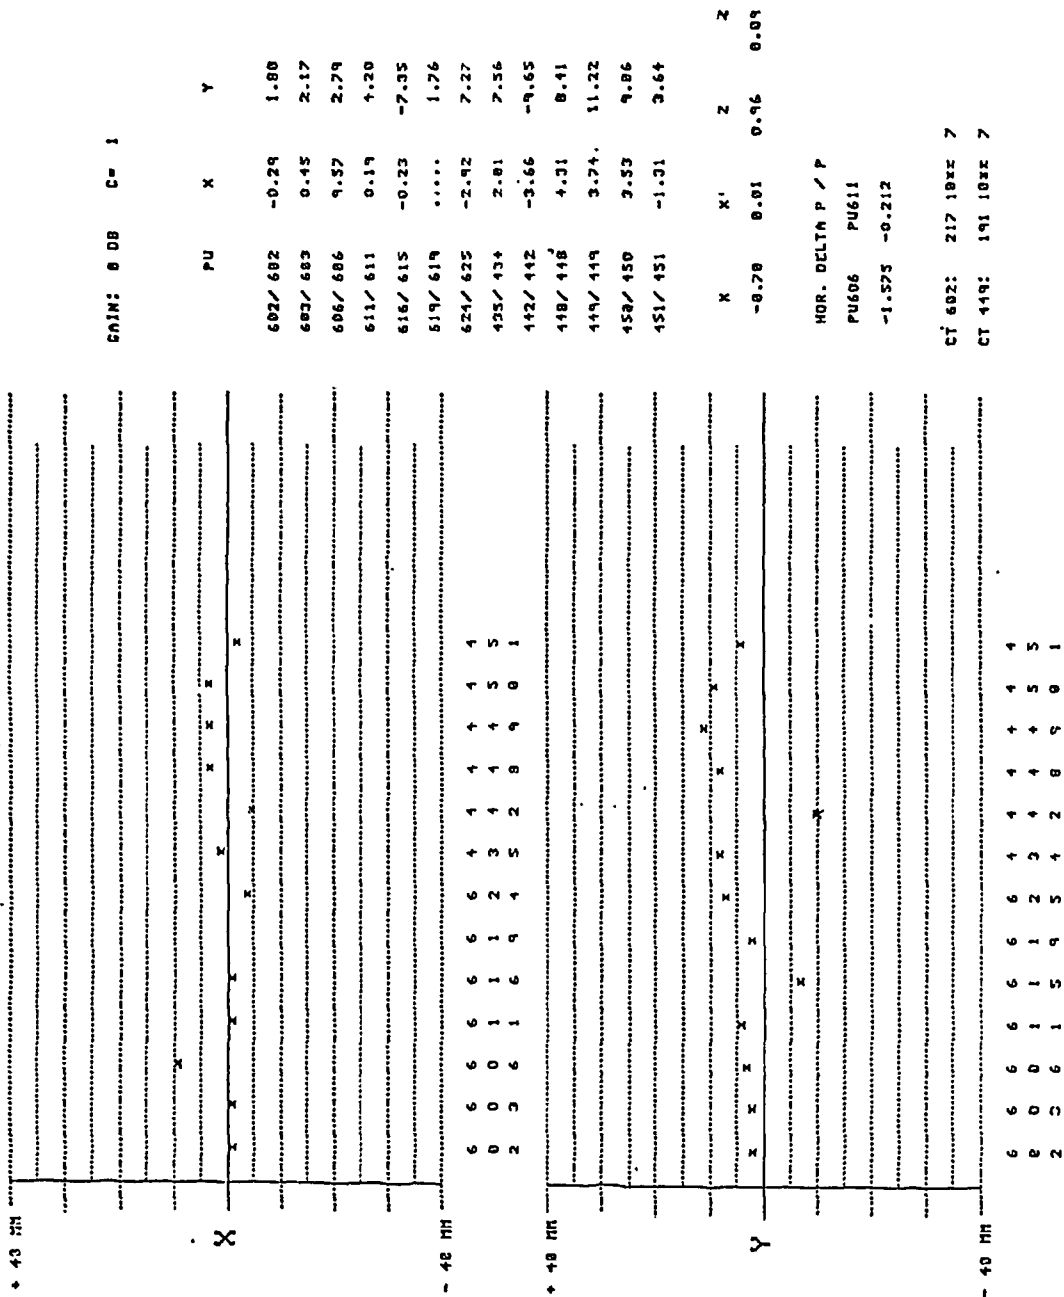 GAIN: 0 DB C= 1
PU X Y
602/ 602 -0.29 1.80
603/ 603 0.45 2.17
606/ 606 9.57 2.79
611/ 611 0.19 4.20
616/ 615 -0.23 -7.35
619/ 619 ..... 1.76
624/ 625 -2.92 7.27
435/ 434 2.01 7.56
442/ 442 -3.66 -9.65
448/ 448 4.31 8.41
449/ 449 3.74. 11.22
450/ 450 3.53 9.06
451/ 451 -1.31 3.64
X X' Z Z
-0.70 0.01 0.96 0.09
HOR. DELTA P / P
PU606 PU611
-1.575 -0.212
CT 602: 217 10** 7
CT 449: 191 10** 7
+ 43 MM
X
- 40 MM
6 6 6 6 6 6 6 4 4 4 4 4 4
0 0 0 1 1 1 2 3 4 4 4 5 5
2 3 6 1 6 9 4 5 2 8 9 0 1
+ 40 MM
Y
- 40 MM
6 6 6 6 6 6 6 4 4 4 4 4 4
0 0 0 1 1 1 2 3 4 4 4 5 5
2 3 6 1 5 9 5 4 2 8 9 0 1